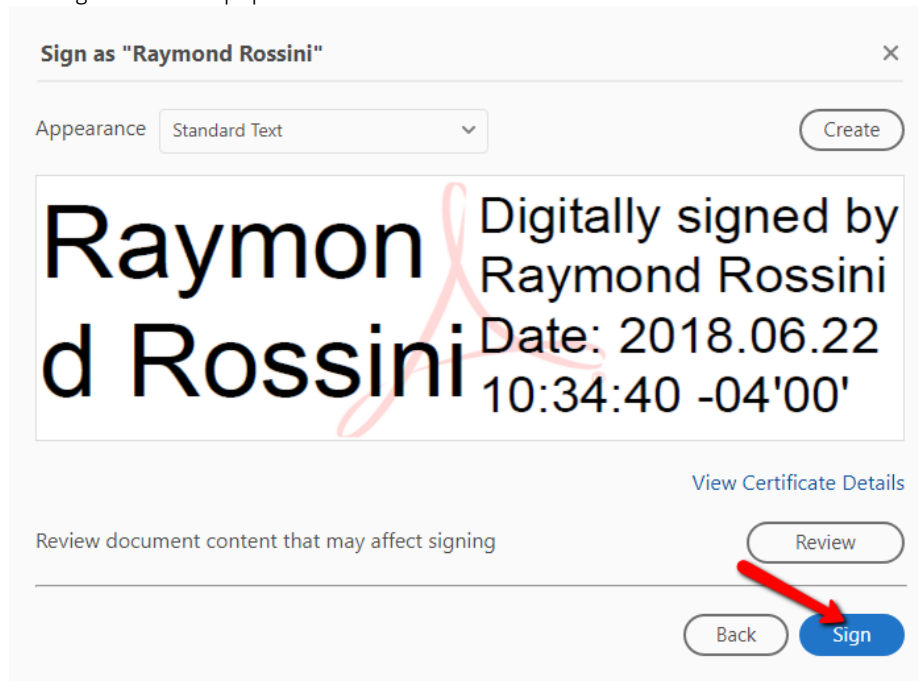 Sign as "Raymond Rossini"
Appearance Standard Text Create
Raymon
d Rossini
Digitally signed by
Raymond Rossini
Date: 2018.06.22
10:34:40 -04'00'
View Certificate Details
Review document content that may affect signing Review
Back Sign